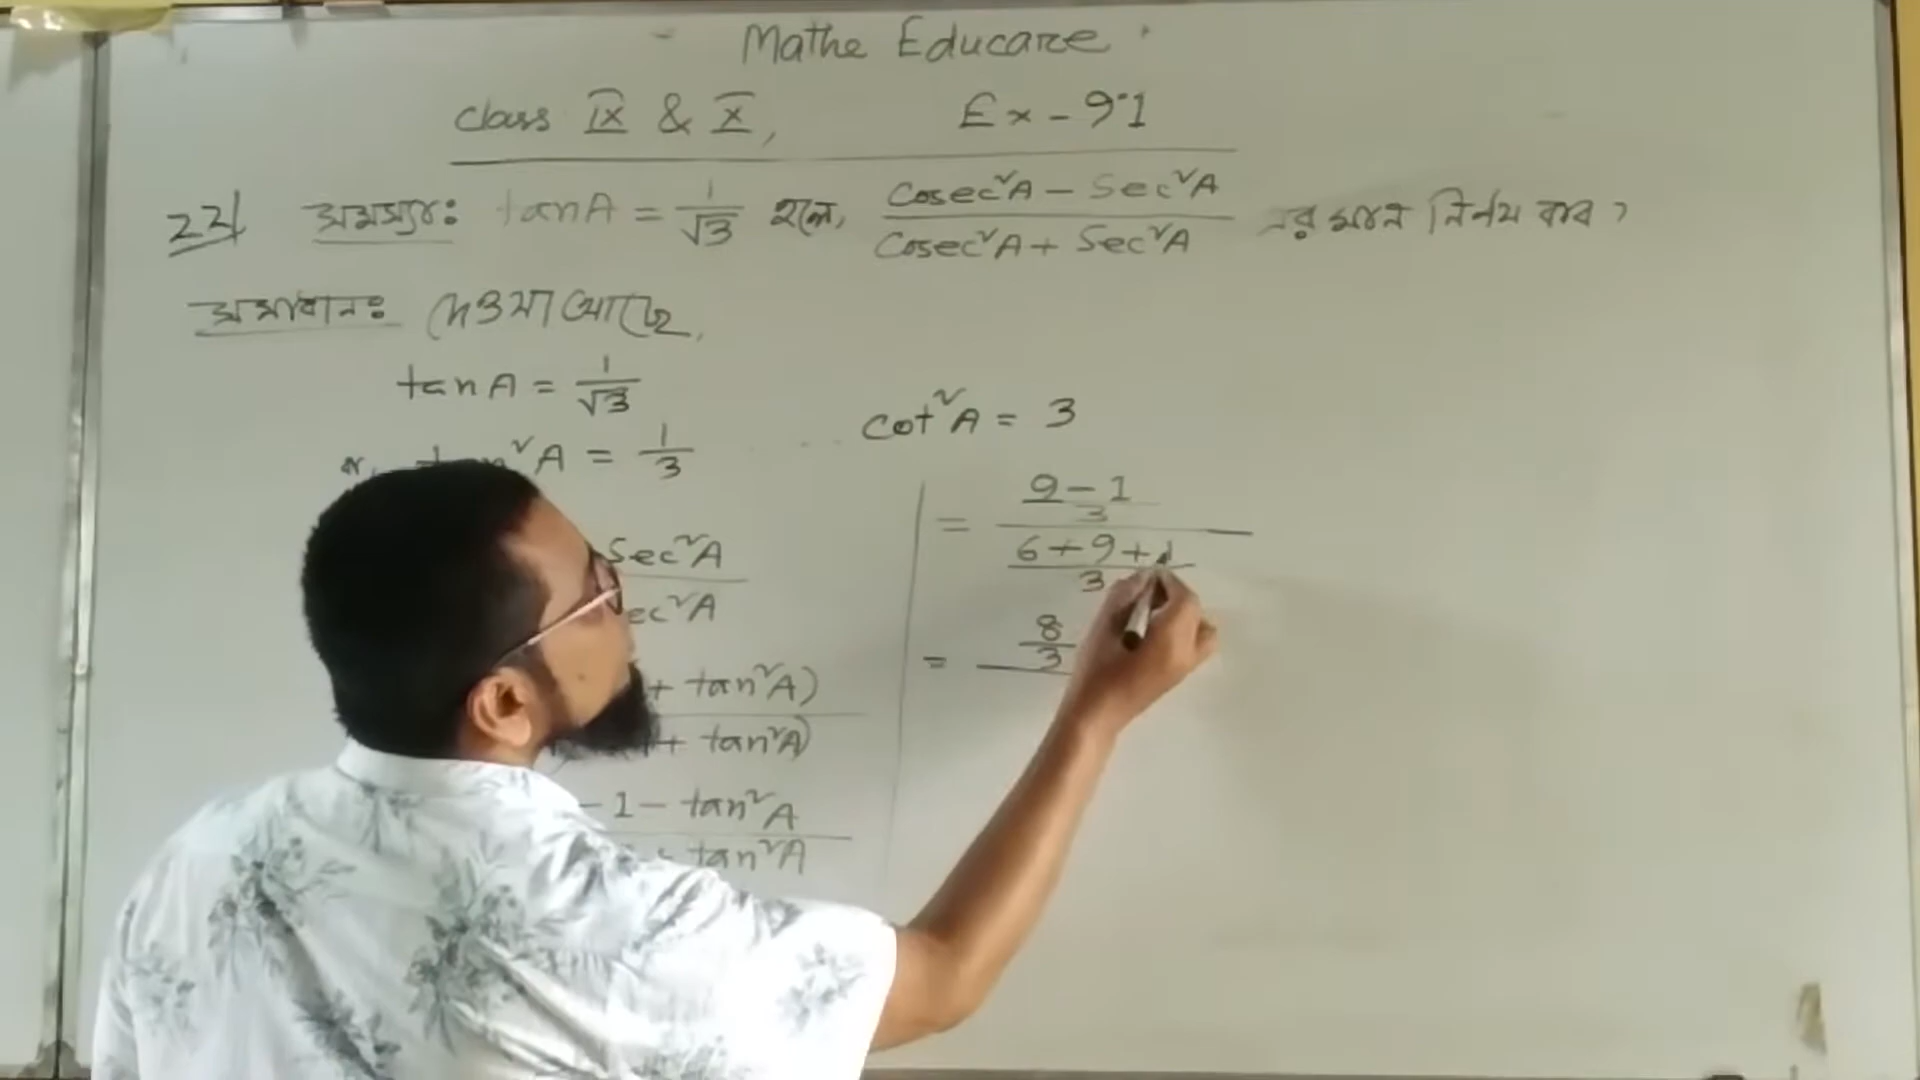 Mathe Educare
Class IX & X, Ex - 9.1
22| সমস্যা: tanA = 1/√3 হলে, (Cosec²A - Sec²A)/(Cosec²A + Sec²A) এর মান নির্ণয় কর ?
সমাধান: দেওয়া আছে,
tanA = 1/√3
বা, tan²A = 1/3
Sec²A
ec²A
+ tan²A)
+ tan²A)
- 1 - tan²A
+ tan²A
cot²A = 3
= ((9 - 1)/3)/((6 + 9 + 1)/3)
= 8/3